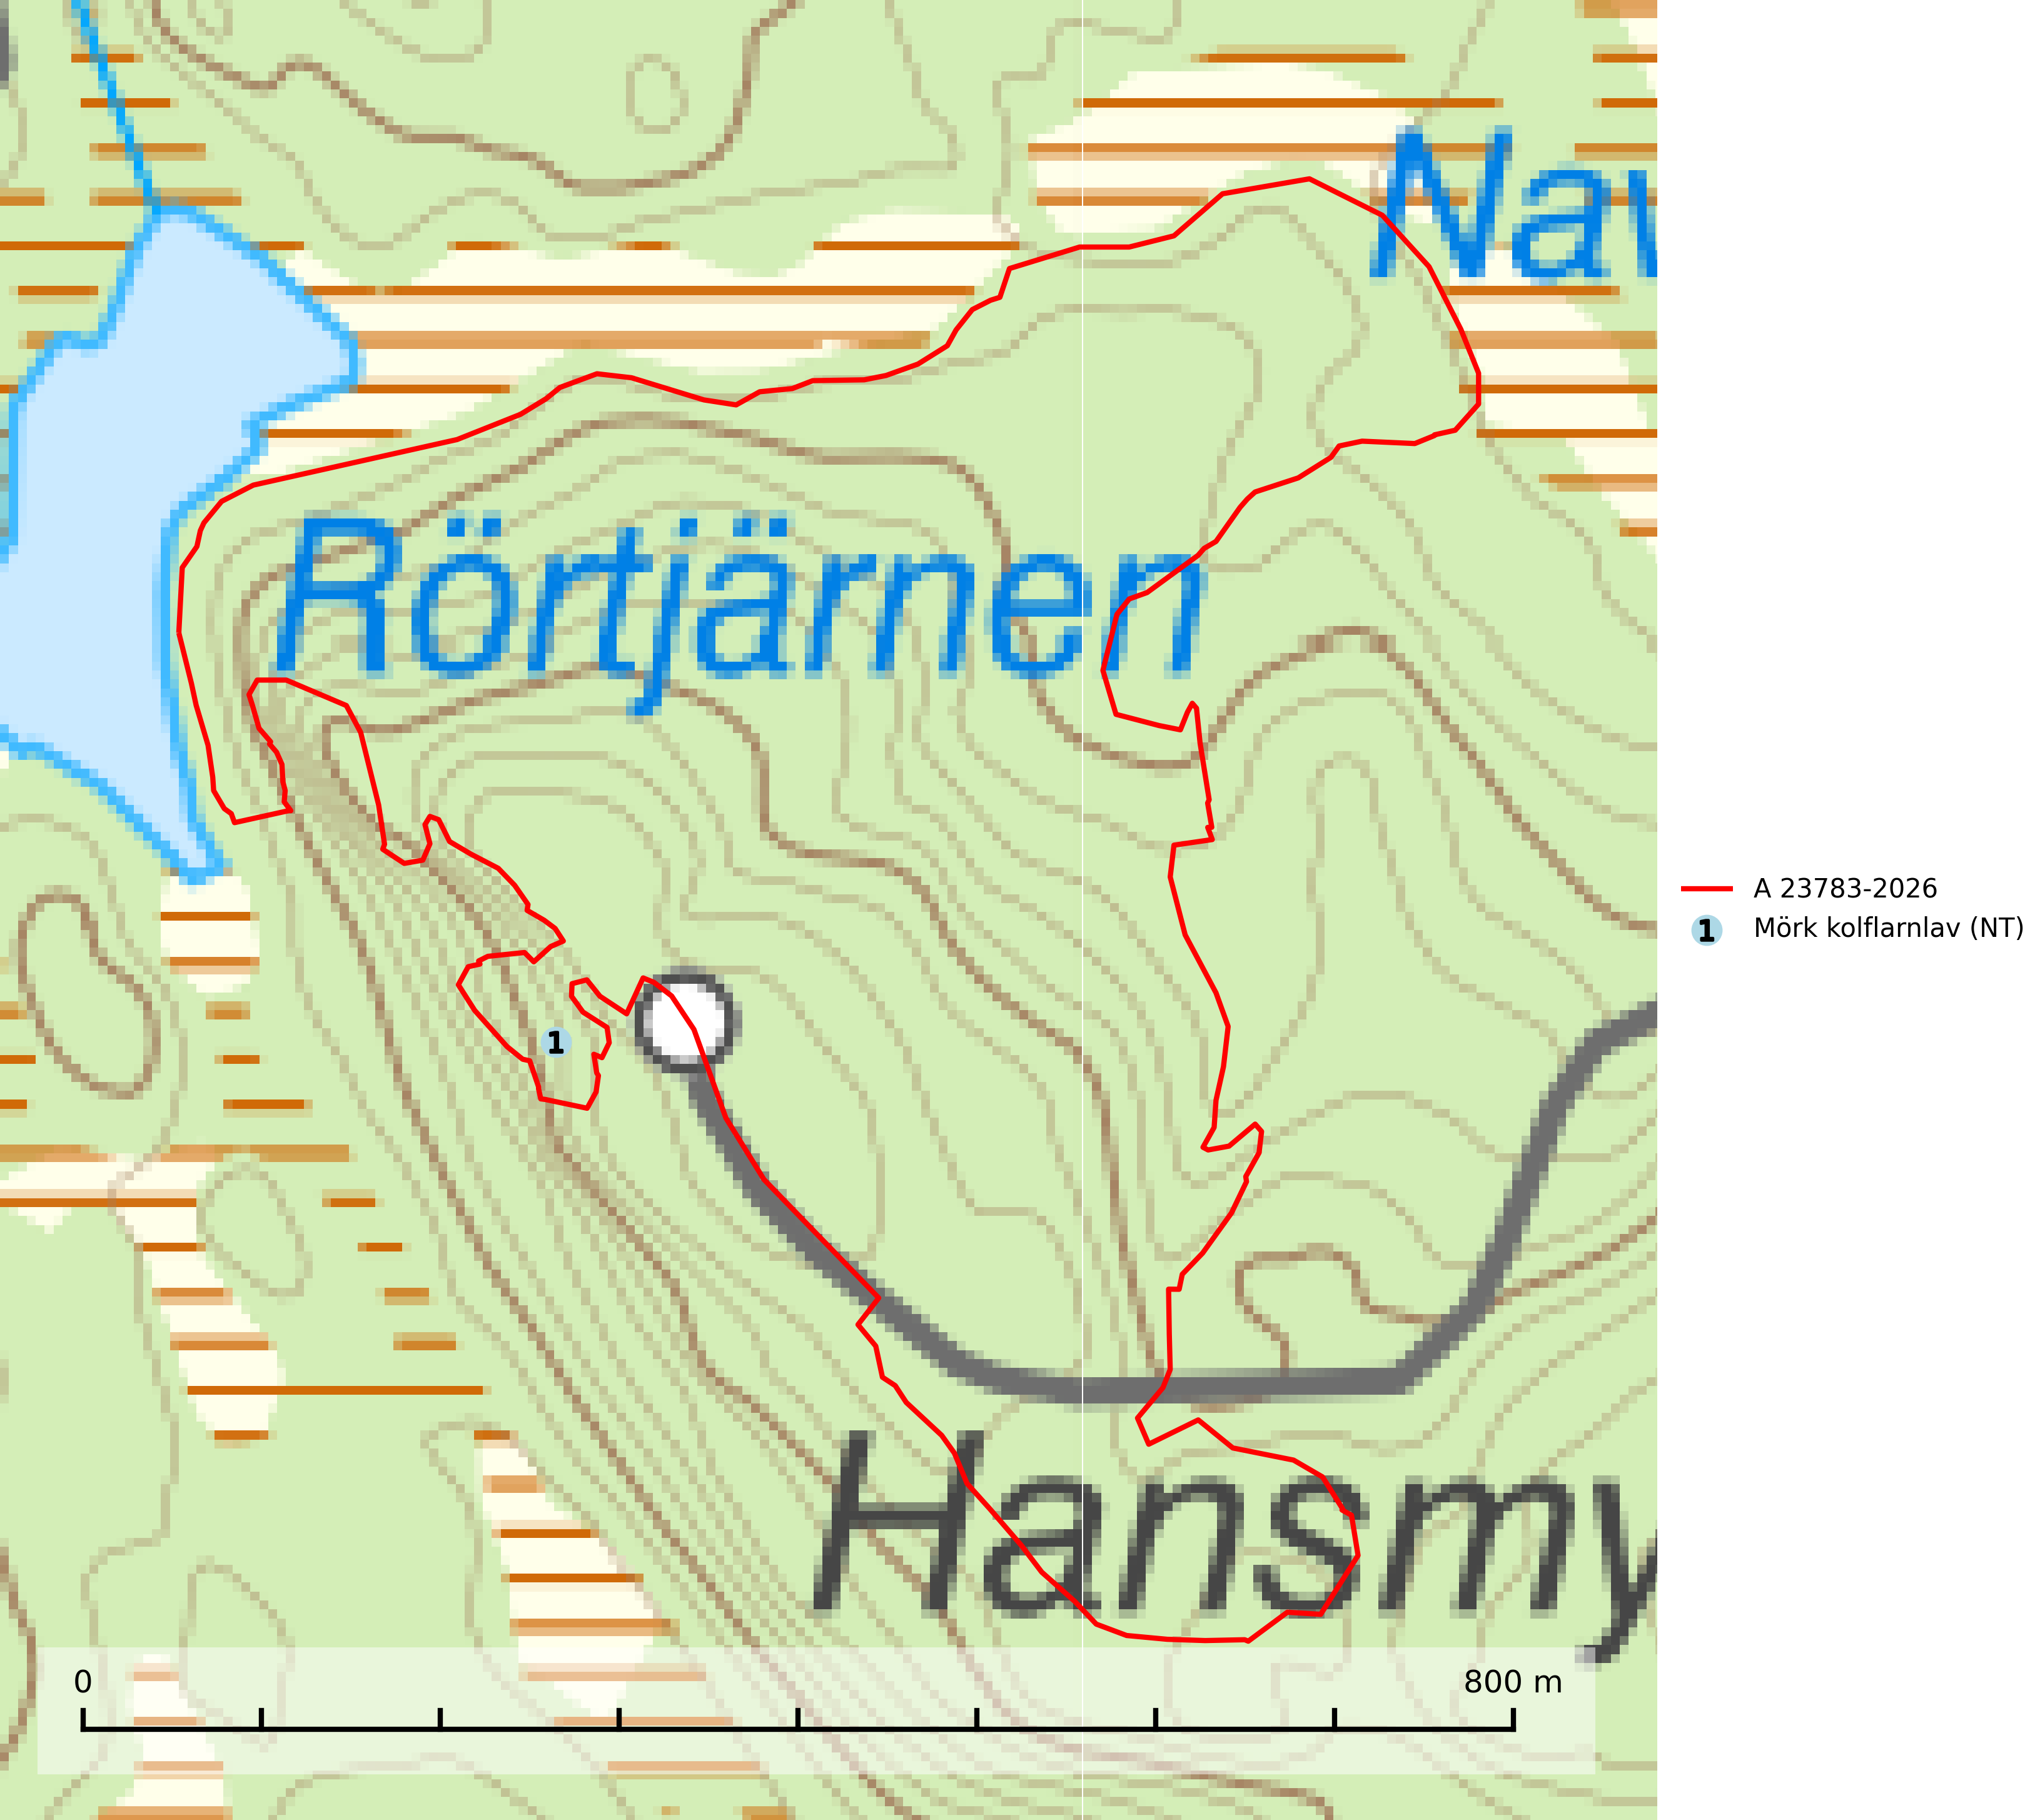 Nav
Rörtjärnen
A 23783-2026
1 Mörk kolflarnlav (NT)
1
Hansmy
0 800 m